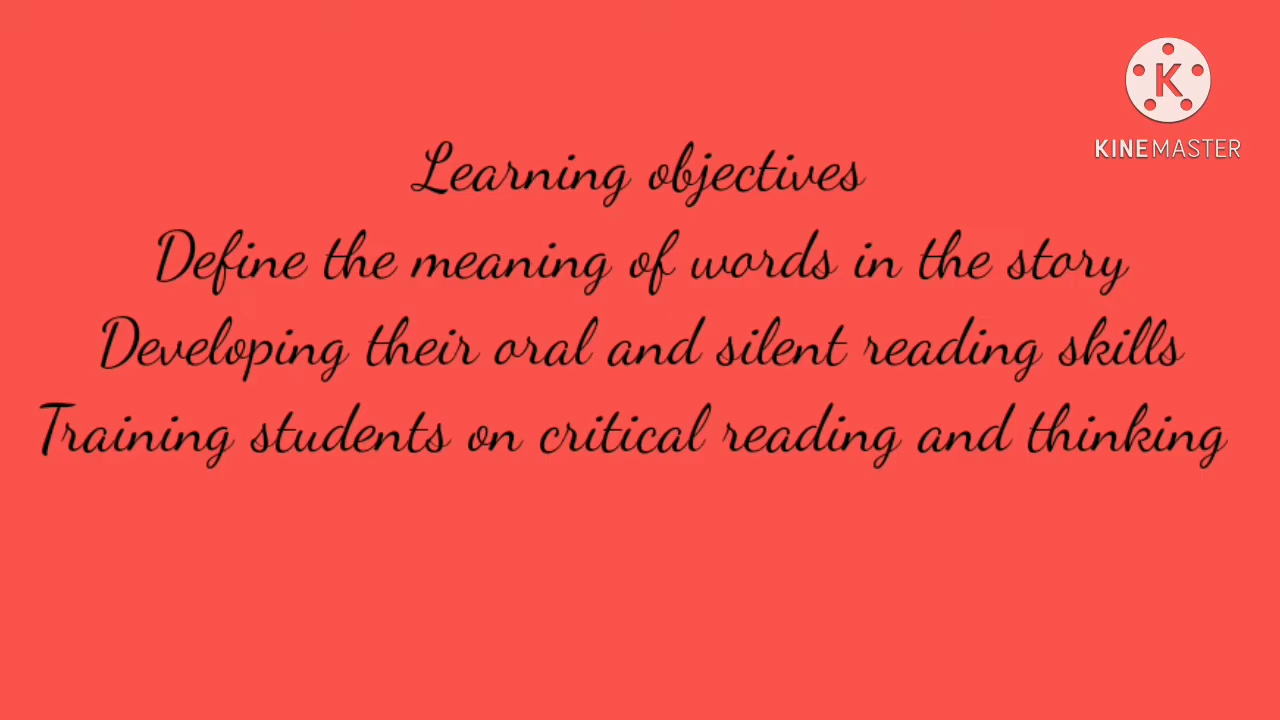 K
KINEMASTER
Learning objectives
Define the meaning of words in the story
Developing their oral and silent reading skills
Training students on critical reading and thinking